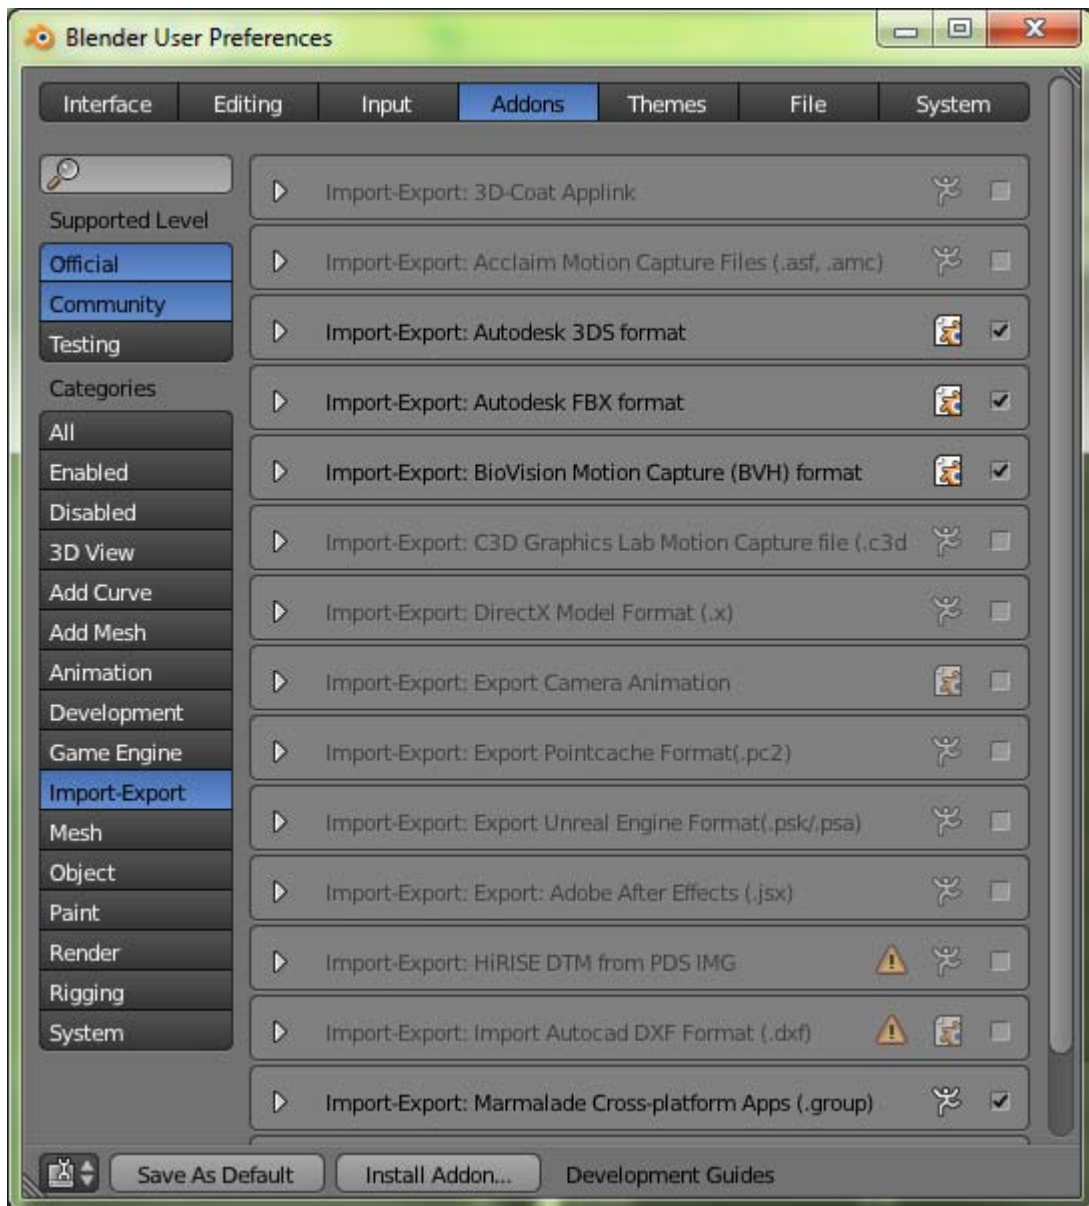 Blender User Preferences
Interface Editing Input Addons Themes File System
Supported Level
Official
Community
Testing
Categories
All
Enabled
Disabled
3D View
Add Curve
Add Mesh
Animation
Development
Game Engine
Import-Export
Mesh
Object
Paint
Render
Rigging
System
Import-Export: 3D-Coat Applink
Import-Export: Acclaim Motion Capture Files (.asf, .amc)
Import-Export: Autodesk 3DS format
Import-Export: Autodesk FBX format
Import-Export: BioVision Motion Capture (BVH) format
Import-Export: C3D Graphics Lab Motion Capture file (.c3d
Import-Export: DirectX Model Format (.x)
Import-Export: Export Camera Animation
Import-Export: Export Pointcache Format(.pc2)
Import-Export: Export Unreal Engine Format(.psk/.psa)
Import-Export: Export: Adobe After Effects (.jsx)
Import-Export: HiRISE DTM from PDS IMG
Import-Export: Import Autocad DXF Format (.dxf)
Import-Export: Marmalade Cross-platform Apps (.group)
Save As Default Install Addon... Development Guides